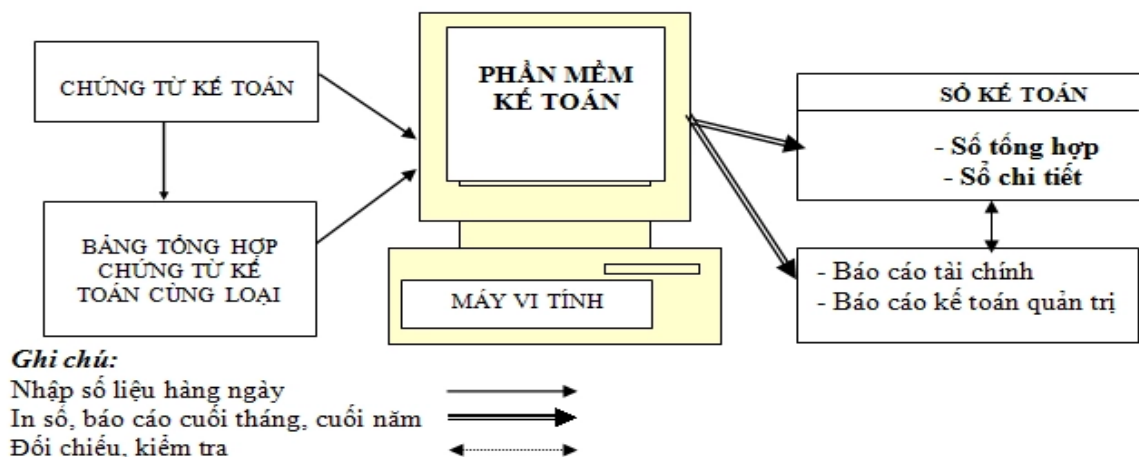 CHỨNG TỪ KẾ TOÁN
BẢNG TỔNG HỢP
CHỨNG TỪ KẾ
TOÁN CÙNG LOẠI
PHẦN MỀM
KẾ TOÁN
MÁY VI TÍNH
SỔ KẾ TOÁN
- Số tổng hợp
- Sổ chi tiết
- Báo cáo tài chính
- Báo cáo kế toán quản trị
Ghi chú:
Nhập số liệu hàng ngày
In sổ, báo cáo cuối tháng, cuối năm
Đối chiếu, kiểm tra